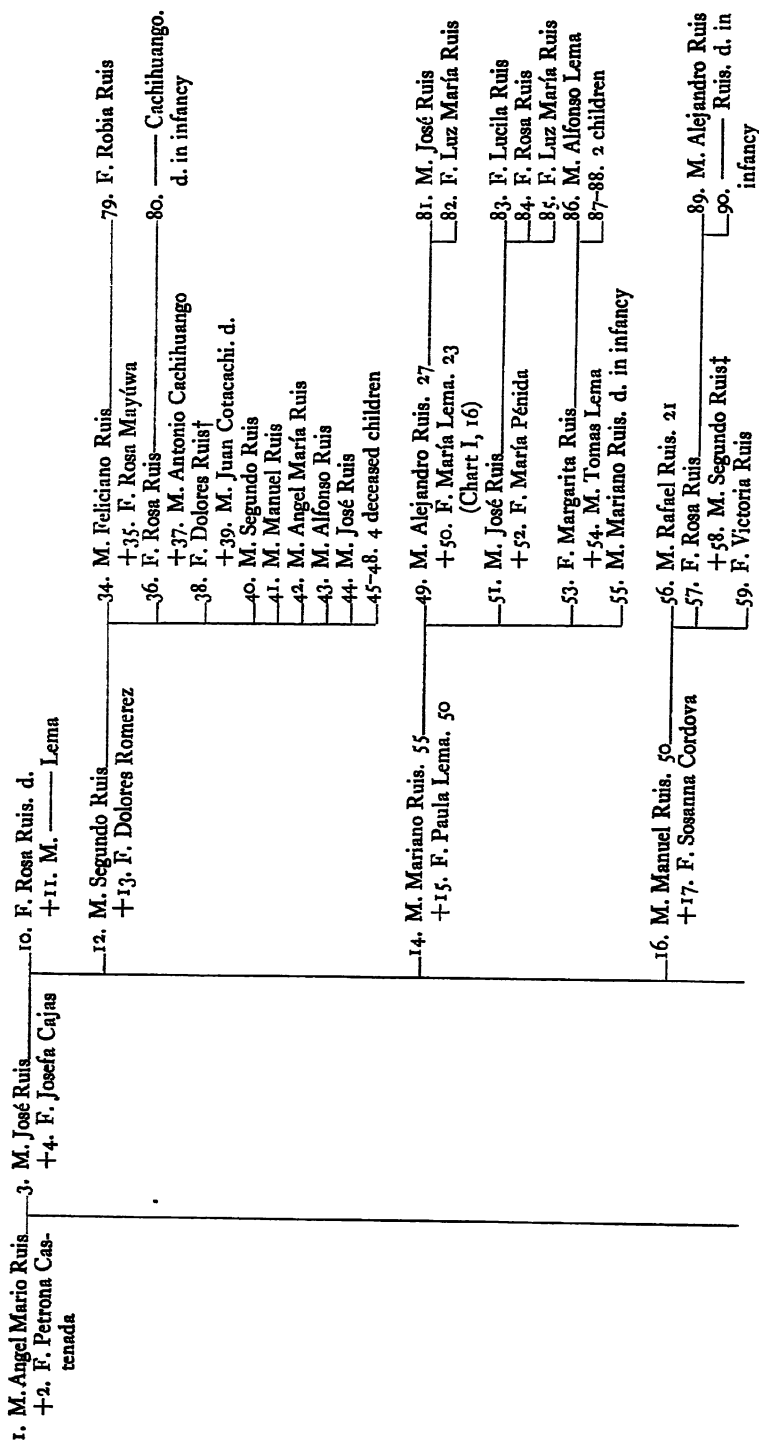 1. M. Angel Mario Ruis
+2. F. Petrona Cas-
tenada
3. M. José Ruis
+4. F. Josefa Cajas
10. F. Rosa Ruis. d.
+11. M. —— Lema
12. M. Segundo Ruis
+13. F. Dolores Romerez
34. M. Feliciano Ruis
+35. F. Rosa Mayúwa
79. F. Robia Ruis
36. F. Rosa Ruis
+37. M. Antonio Cachihuango
80. —— Cachihuango.
d. in infancy
38. F. Dolores Ruis†
+39. M. Juan Cotacachi. d.
40. M. Segundo Ruis
41. M. Manuel Ruis
42. M. Angel María Ruis
43. M. Alfonso Ruis
44. M. José Ruis
45-48. 4 deceased children
14. M. Mariano Ruis. 55
+15. F. Paula Lema. 50
49. M. Alejandro Ruis. 27
+50. F. María Lema. 23
(Chart I, 16)
81. M. José Ruis
82. F. Luz María Ruis
51. M. José Ruis
+52. F. María Pénida
83. F. Lucila Ruis
84. F. Rosa Ruis
85. F. Luz María Ruis
53. F. Margarita Ruis
+54. M. Tomas Lema
86. M. Alfonso Lema
87-88. 2 children
55. M. Mariano Ruis. d. in infancy
16. M. Manuel Ruis. 50
+17. F. Sosanna Cordova
56. M. Rafael Ruis. 21
57. F. Rosa Ruis
+58. M. Segundo Ruis‡
89. M. Alejandro Ruis
90. —— Ruis. d. in
infancy
59. F. Victoria Ruis